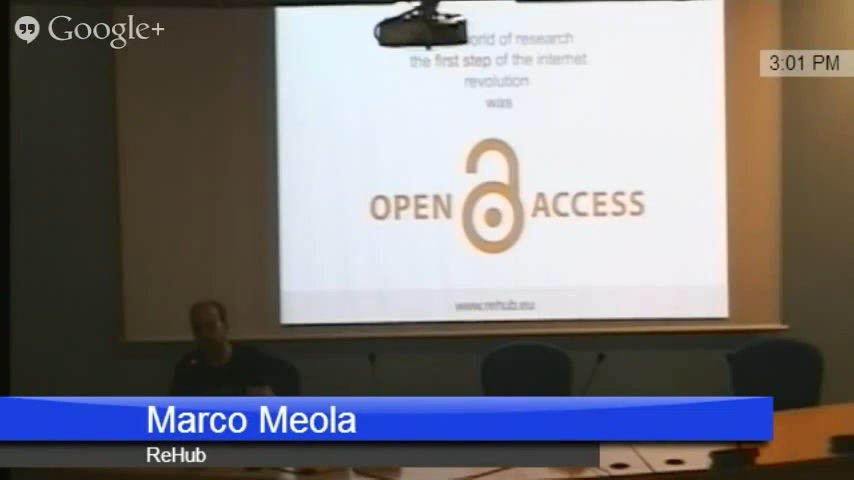 Google+
3:01 PM
world of research
the first step of the internet
revolution
was
OPEN ACCESS
www.rehub.eu
Marco Meola
ReHub